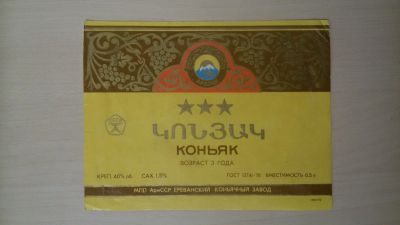 ԿՈՆՅԱԿ
КОНЬЯК
ВОЗРАСТ 3 ГОДА
КРЕП. 40% об. САХ. 1,5% ГОСТ 13741-78 ВМЕСТИМОСТЬ 0,5 л
МПП АрмССР ЕРЕВАНСКИЙ КОНЬЯЧНЫЙ ЗАВОД